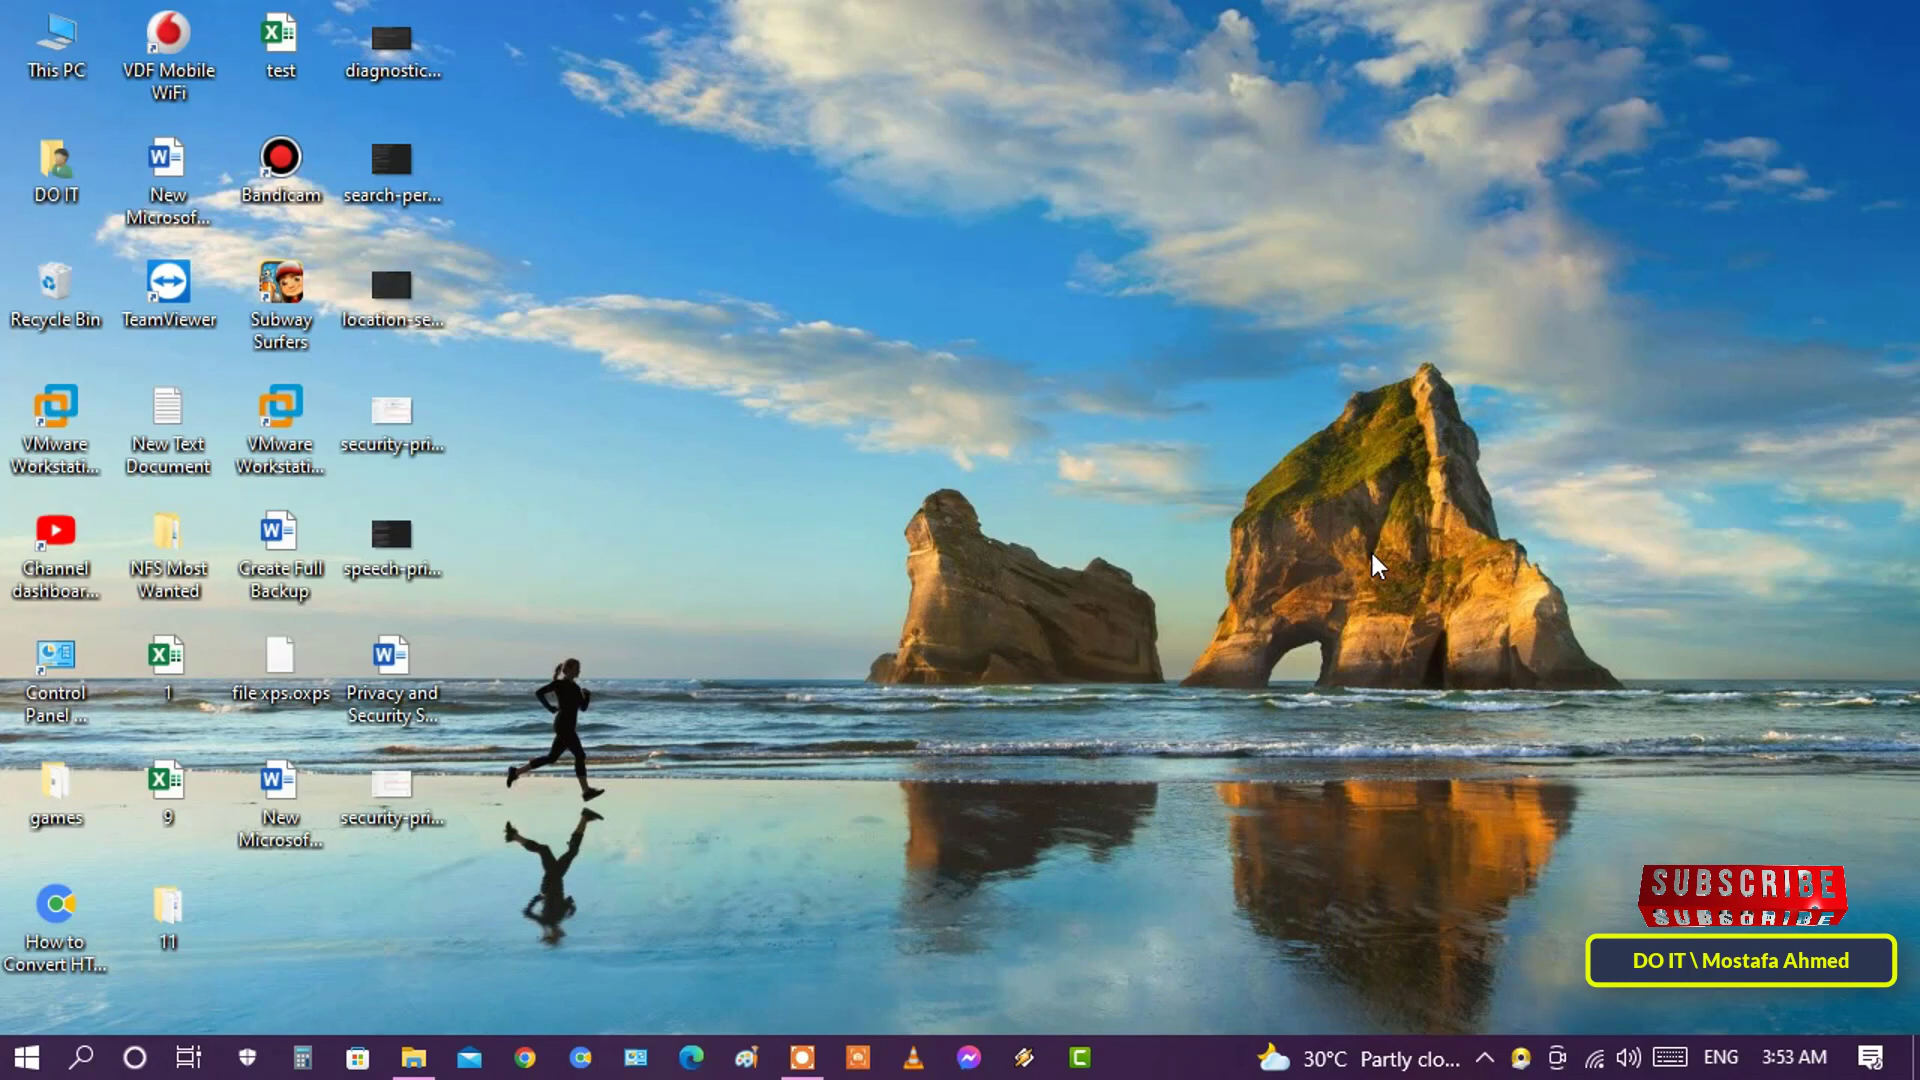 This PC
VDF Mobile
WiFi
test
diagnostic...
DO IT
New
Microsof...
Bandicam
search-per...
Recycle Bin
TeamViewer
Subway
Surfers
location-se...
VMware
Workstati...
New Text
Document
VMware
Workstati...
security-pri...
Channel
dashboar...
NFS Most
Wanted
Create Full
Backup
speech-pri...
Control
Panel ...
1
file xps.oxps
Privacy and
Security S...
games
9
New
Microsof...
security-pri...
How to
Convert HT...
11
SUBSCRIBE
DO IT \ Mostafa Ahmed
30°C Partly clo...
ENG
3:53 AM